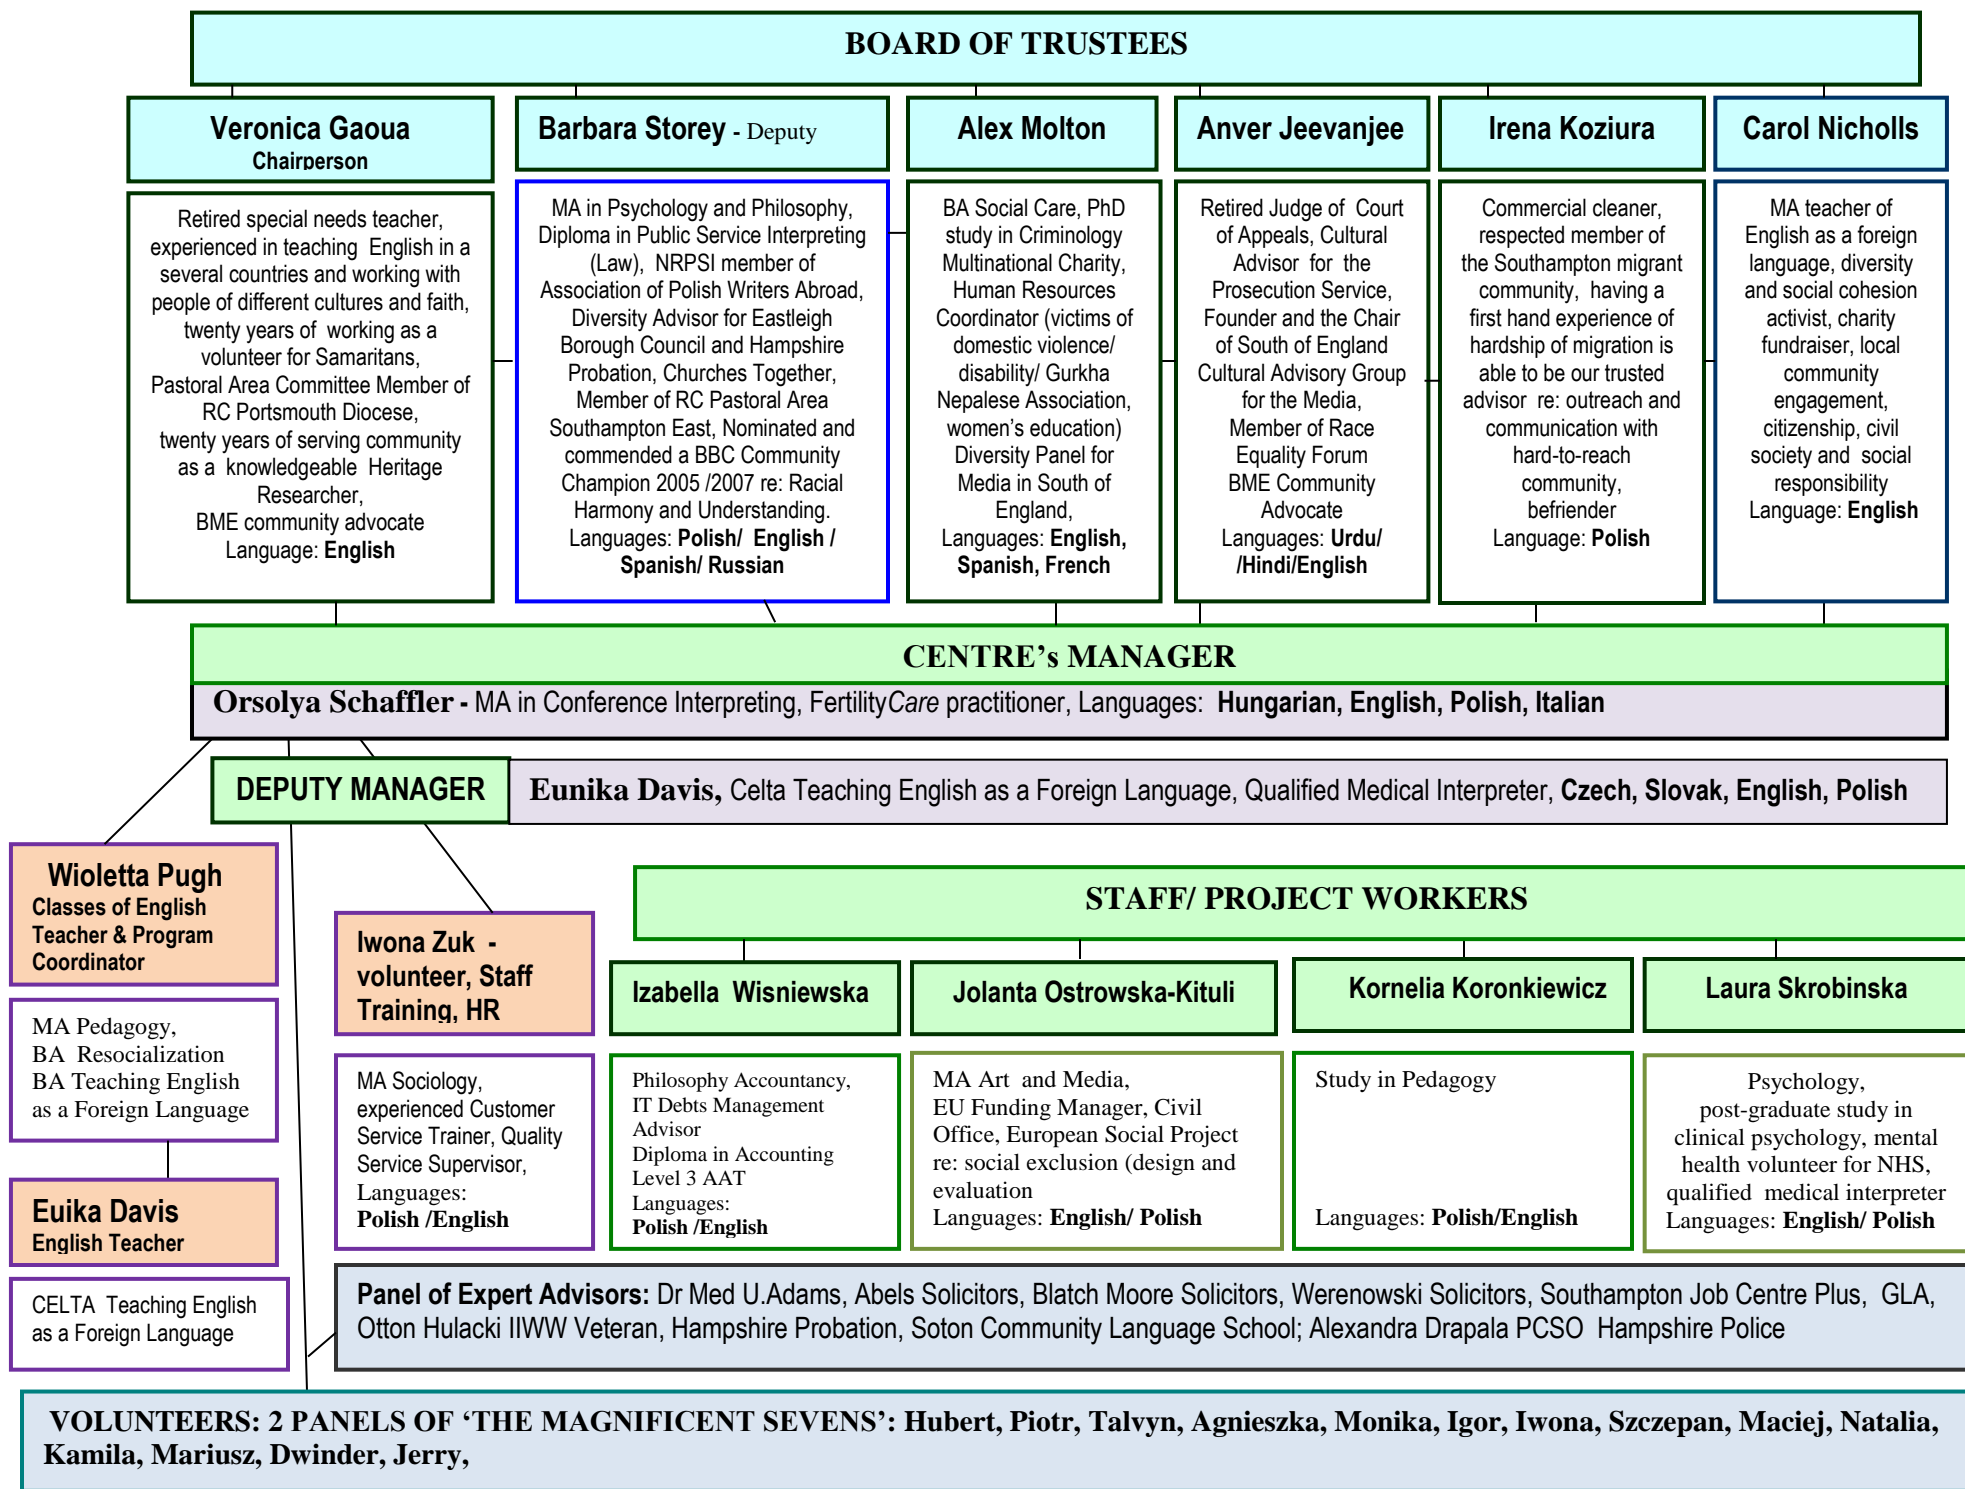 BOARD OF TRUSTEES
Veronica Gaoua
Chairperson
Retired special needs teacher,
experienced in teaching English in a
several countries and working with
people of different cultures and faith,
twenty years of working as a
volunteer for Samaritans,
Pastoral Area Committee Member of
RC Portsmouth Diocese,
twenty years of serving community
as a knowledgeable Heritage
Researcher,
BME community advocate
Language: English
Barbara Storey - Deputy
MA in Psychology and Philosophy,
Diploma in Public Service Interpreting
(Law), NRPSI member of
Association of Polish Writers Abroad,
Diversity Advisor for Eastleigh
Borough Council and Hampshire
Probation, Churches Together,
Member of RC Pastoral Area
Southampton East, Nominated and
commended a BBC Community
Champion 2005 /2007 re: Racial
Harmony and Understanding.
Languages: Polish/ English /
Spanish/ Russian
Alex Molton
BA Social Care, PhD
study in Criminology
Multinational Charity,
Human Resources
Coordinator (victims of
domestic violence/
disability/ Gurkha
Nepalese Association,
women's education)
Diversity Panel for
Media in South of
England,
Languages: English,
Spanish, French
Anver Jeevanjee
Retired Judge of Court
of Appeals, Cultural
Advisor for the
Prosecution Service,
Founder and the Chair
of South of England
Cultural Advisory Group
for the Media,
Member of Race
Equality Forum
BME Community
Advocate
Languages: Urdu/
/Hindi/English
Irena Koziura
Commercial cleaner,
respected member of
the Southampton migrant
community, having a
first hand experience of
hardship of migration is
able to be our trusted
advisor re: outreach and
communication with
hard-to-reach
community,
befriender
Language: Polish
Carol Nicholls
MA teacher of
English as a foreign
language, diversity
and social cohesion
activist, charity
fundraiser, local
community
engagement,
citizenship, civil
society and social
responsibility
Language: English
CENTRE's MANAGER
Orsolya Schaffler - MA in Conference Interpreting, FertilityCare practitioner, Languages: Hungarian, English, Polish, Italian
DEPUTY MANAGER
Eunika Davis, Celta Teaching English as a Foreign Language, Qualified Medical Interpreter, Czech, Slovak, English, Polish
Wioletta Pugh
Classes of English
Teacher & Program
Coordinator
MA Pedagogy,
BA Resocialization
BA Teaching English
as a Foreign Language
Euika Davis
English Teacher
CELTA Teaching English
as a Foreign Language
Iwona Zuk -
volunteer, Staff
Training, HR
MA Sociology,
experienced Customer
Service Trainer, Quality
Service Supervisor,
Languages:
Polish /English
STAFF/ PROJECT WORKERS
Izabella Wisniewska
Philosophy Accountancy,
IT Debts Management
Advisor
Diploma in Accounting
Level 3 AAT
Languages:
Polish /English
Jolanta Ostrowska-Kituli
MA Art and Media,
EU Funding Manager, Civil
Office, European Social Project
re: social exclusion (design and
evaluation
Languages: English/ Polish
Kornelia Koronkiewicz
Study in Pedagogy
Languages: Polish/English
Laura Skrobinska
Psychology,
post-graduate study in
clinical psychology, mental
health volunteer for NHS,
qualified medical interpreter
Languages: English/ Polish
Panel of Expert Advisors: Dr Med U.Adams, Abels Solicitors, Blatch Moore Solicitors, Werenowski Solicitors, Southampton Job Centre Plus, GLA,
Otton Hulacki IIWW Veteran, Hampshire Probation, Soton Community Language School; Alexandra Drapala PCSO Hampshire Police
VOLUNTEERS: 2 PANELS OF 'THE MAGNIFICENT SEVENS': Hubert, Piotr, Talvyn, Agnieszka, Monika, Igor, Iwona, Szczepan, Maciej, Natalia,
Kamila, Mariusz, Dwinder, Jerry,